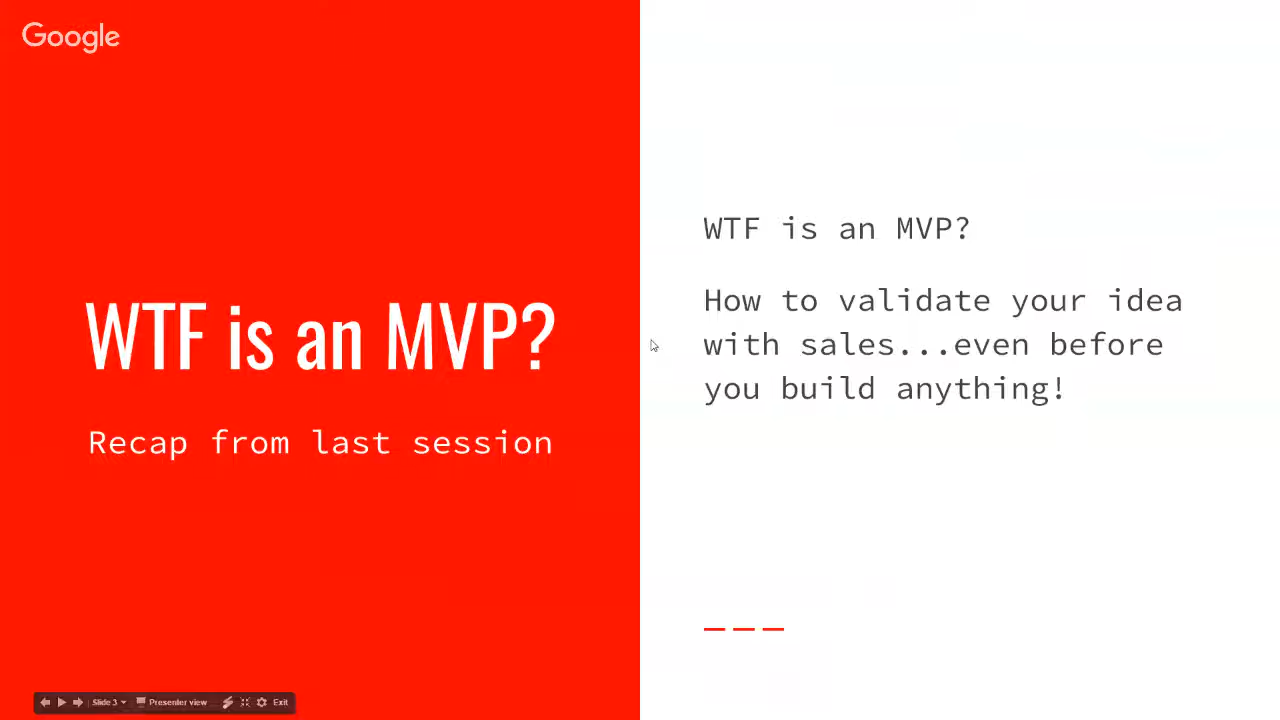 Google
WTF is an MVP?
Recap from last session
WTF is an MVP?
How to validate your idea
with sales...even before
you build anything!
Slide 3
Presenter view
Exit